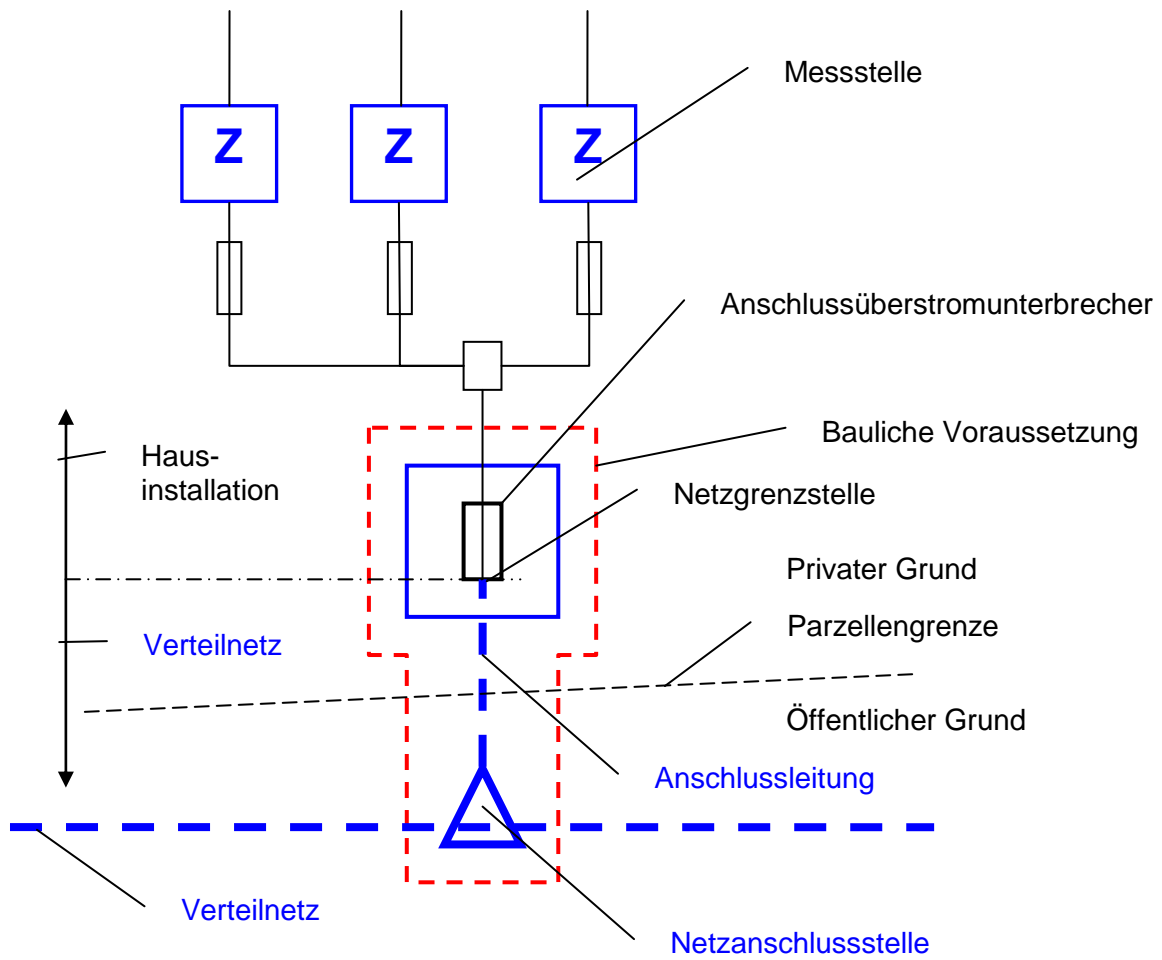 Messstelle
Z Z Z
Anschlussüberstromunterbrecher
Bauliche Voraussetzung
Haus-
installation
Netzgrenzstelle
Privater Grund
Verteilnetz
Parzellengrenze
Öffentlicher Grund
Anschlussleitung
Verteilnetz
Netzanschlussstelle